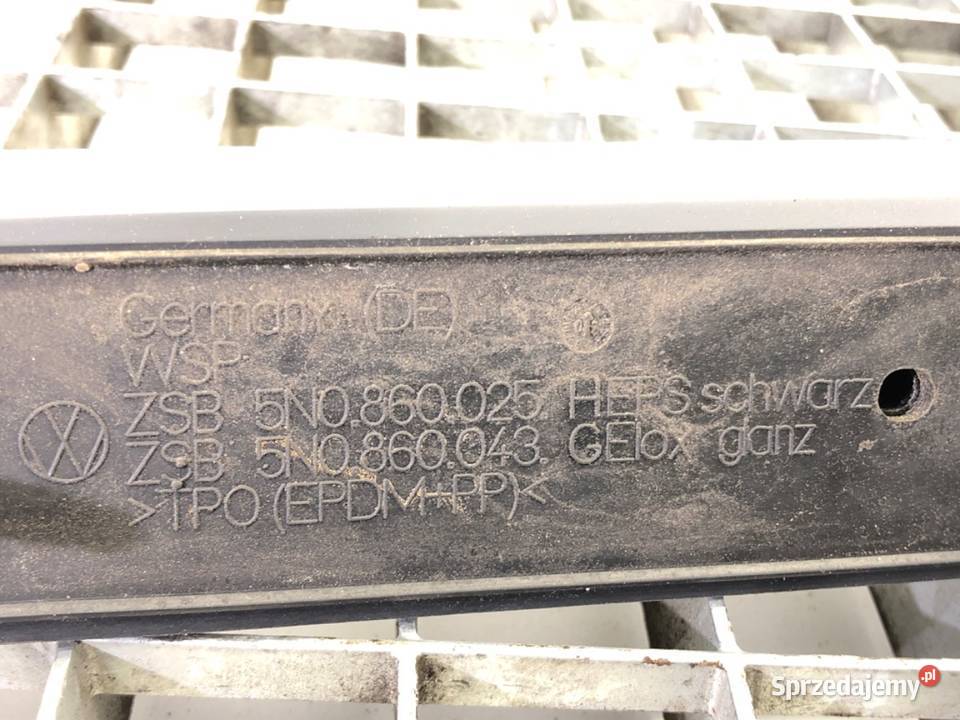 Germany (DE)
WSP
ZSB 5N0.860.025 HEPS schwarz
ZSB 5N0.860.043 GElox glanz
>TPO (EPDM+PP)<
Sprzedajemy.pl